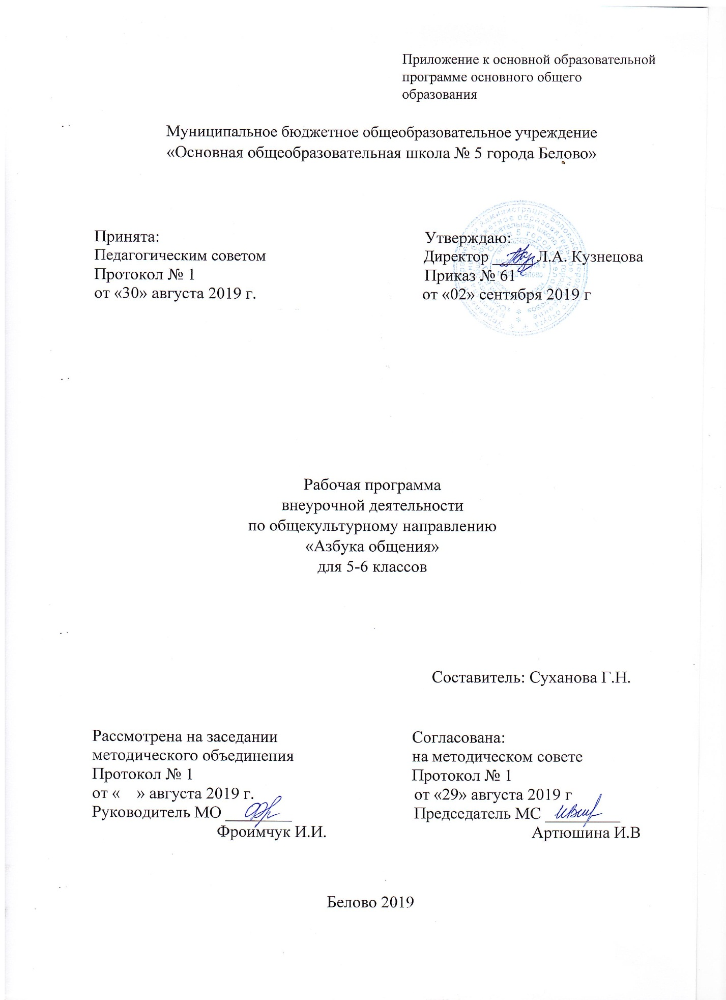 Приложение к основной образовательной
программе основного общего
образования
Муниципальное бюджетное общеобразовательное учреждение
«Основная общеобразовательная школа № 5 города Белово»
Принята:
Педагогическим советом
Протокол № 1
от «30» августа 2019 г.
Утверждаю:
Директор _____ Л.А. Кузнецова
Приказ № 61
от «02» сентября 2019 г
Рабочая программа
внеурочной деятельности
по общекультурному направлению
«Азбука общения»
для 5-6 классов
Составитель: Суханова Г.Н.
Рассмотрена на заседании
методического объединения
Протокол № 1
от «    » августа 2019 г.
Руководитель МО ________
Фроимчук И.И.
Согласована:
на методическом совете
Протокол № 1
от «29» августа 2019 г
Председатель МС _________
Артюшина И.В
Белово 2019